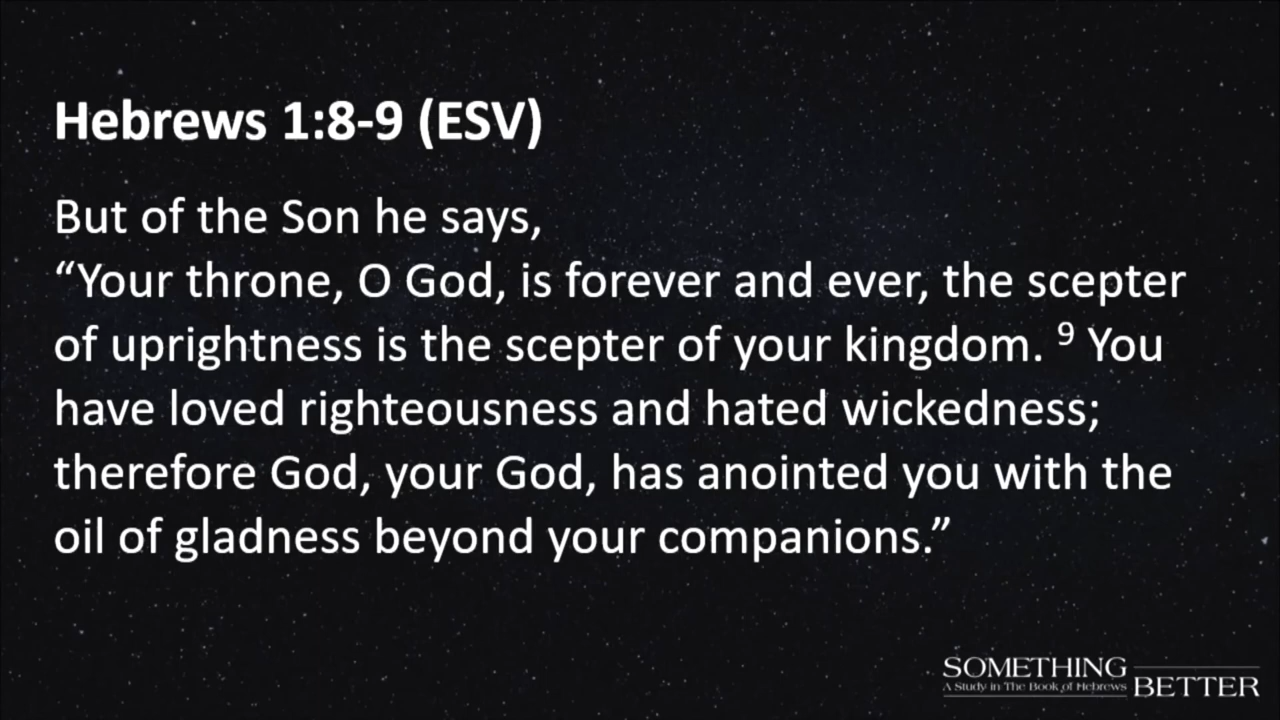 Hebrews 1:8-9 (ESV)
But of the Son he says,
“Your throne, O God, is forever and ever, the scepter
of uprightness is the scepter of your kingdom. 9 You
have loved righteousness and hated wickedness;
therefore God, your God, has anointed you with the
oil of gladness beyond your companions.”
SOMETHING
A Study in The Book of Hebrews BETTER